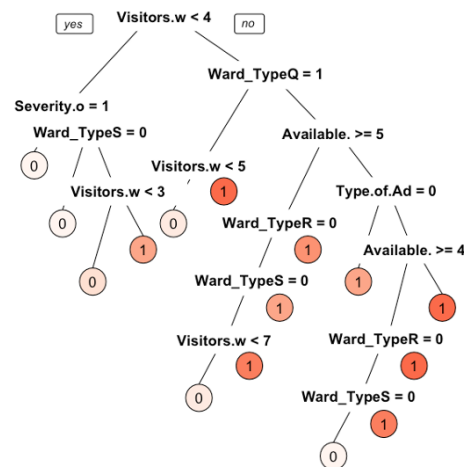 Visitors.w < 4
yes
no
Ward_TypeQ = 1
Severity.o = 1
Ward_TypeS = 0
Available. >= 5
0
Visitors.w < 5
Visitors.w < 3
1
Type.of.Ad = 0
0
0
Ward_TypeR = 0
1
1
Available. >= 4
0
Ward_TypeS = 0
1
1
1
Visitors.w < 7
Ward_TypeR = 0
1
1
0
Ward_TypeS = 0
1
0